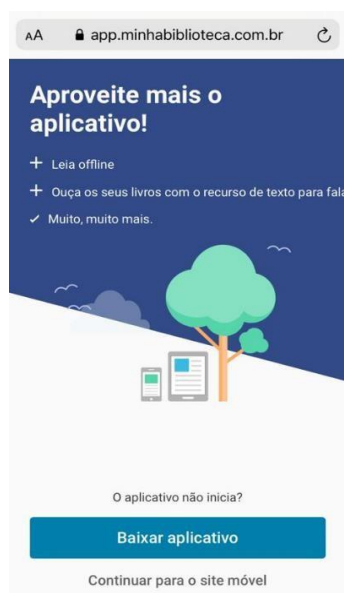 AA app.minhabiblioteca.com.br
Aproveite mais o
aplicativo!
+ Leia offline
+ Ouça os seus livros com o recurso de texto para fala
✓ Muito, muito mais.
O aplicativo não inicia?
Baixar aplicativo
Continuar para o site móvel